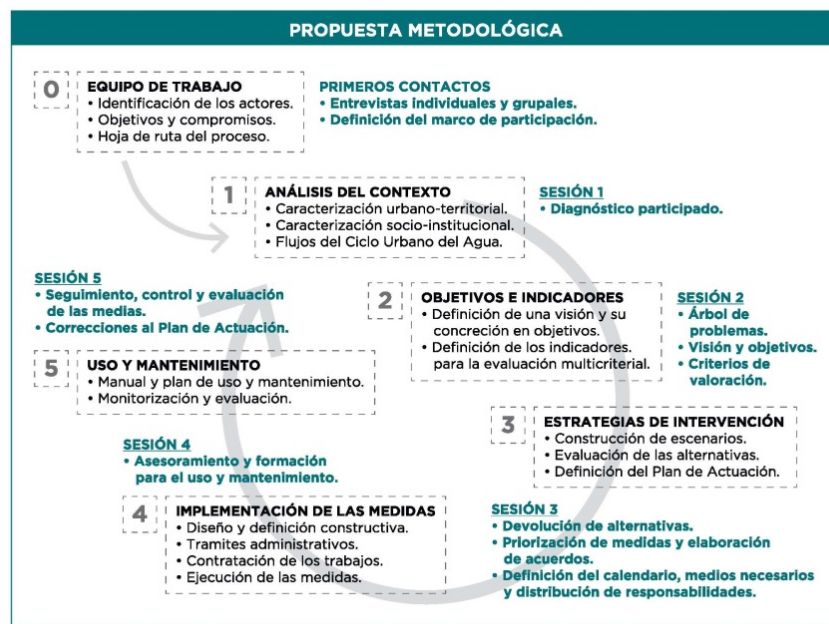 PROPUESTA METODOLÓGICA
0
EQUIPO DE TRABAJO
• Identificación de los actores.
• Objetivos y compromisos.
• Hoja de ruta del proceso.
PRIMEROS CONTACTOS
• Entrevistas individuales y grupales.
• Definición del marco de participación.
1
ANÁLISIS DEL CONTEXTO
• Caracterización urbano-territorial.
• Caracterización socio-institucional.
• Flujos del Ciclo Urbano del Agua.
SESIÓN 1
• Diagnóstico participado.
2
OBJETIVOS E INDICADORES
• Definición de una visión y su
concreción en objetivos.
• Definición de los indicadores.
para la evaluación multicriterial.
SESIÓN 2
• Árbol de
problemas.
• Visión y objetivos.
• Criterios de
valoración.
3
ESTRATEGIAS DE INTERVENCIÓN
• Construcción de escenarios.
• Evaluación de las alternativas.
• Definición del Plan de Actuación.
SESIÓN 3
• Devolución de alternativas.
• Priorización de medidas y elaboración
de acuerdos.
• Definición del calendario, medios necesarios
y distribución de responsabilidades.
4
IMPLEMENTACIÓN DE LAS MEDIDAS
• Diseño y definición constructiva.
• Tramites administrativos.
• Contratación de los trabajos.
• Ejecución de las medidas.
SESIÓN 4
• Asesoramiento y formación
para el uso y mantenimiento.
5
USO Y MANTENIMIENTO
• Manual y plan de uso y mantenimiento.
• Monitorización y evaluación.
SESIÓN 5
• Seguimiento, control y evaluación
de las medias.
• Correcciones al Plan de Actuación.